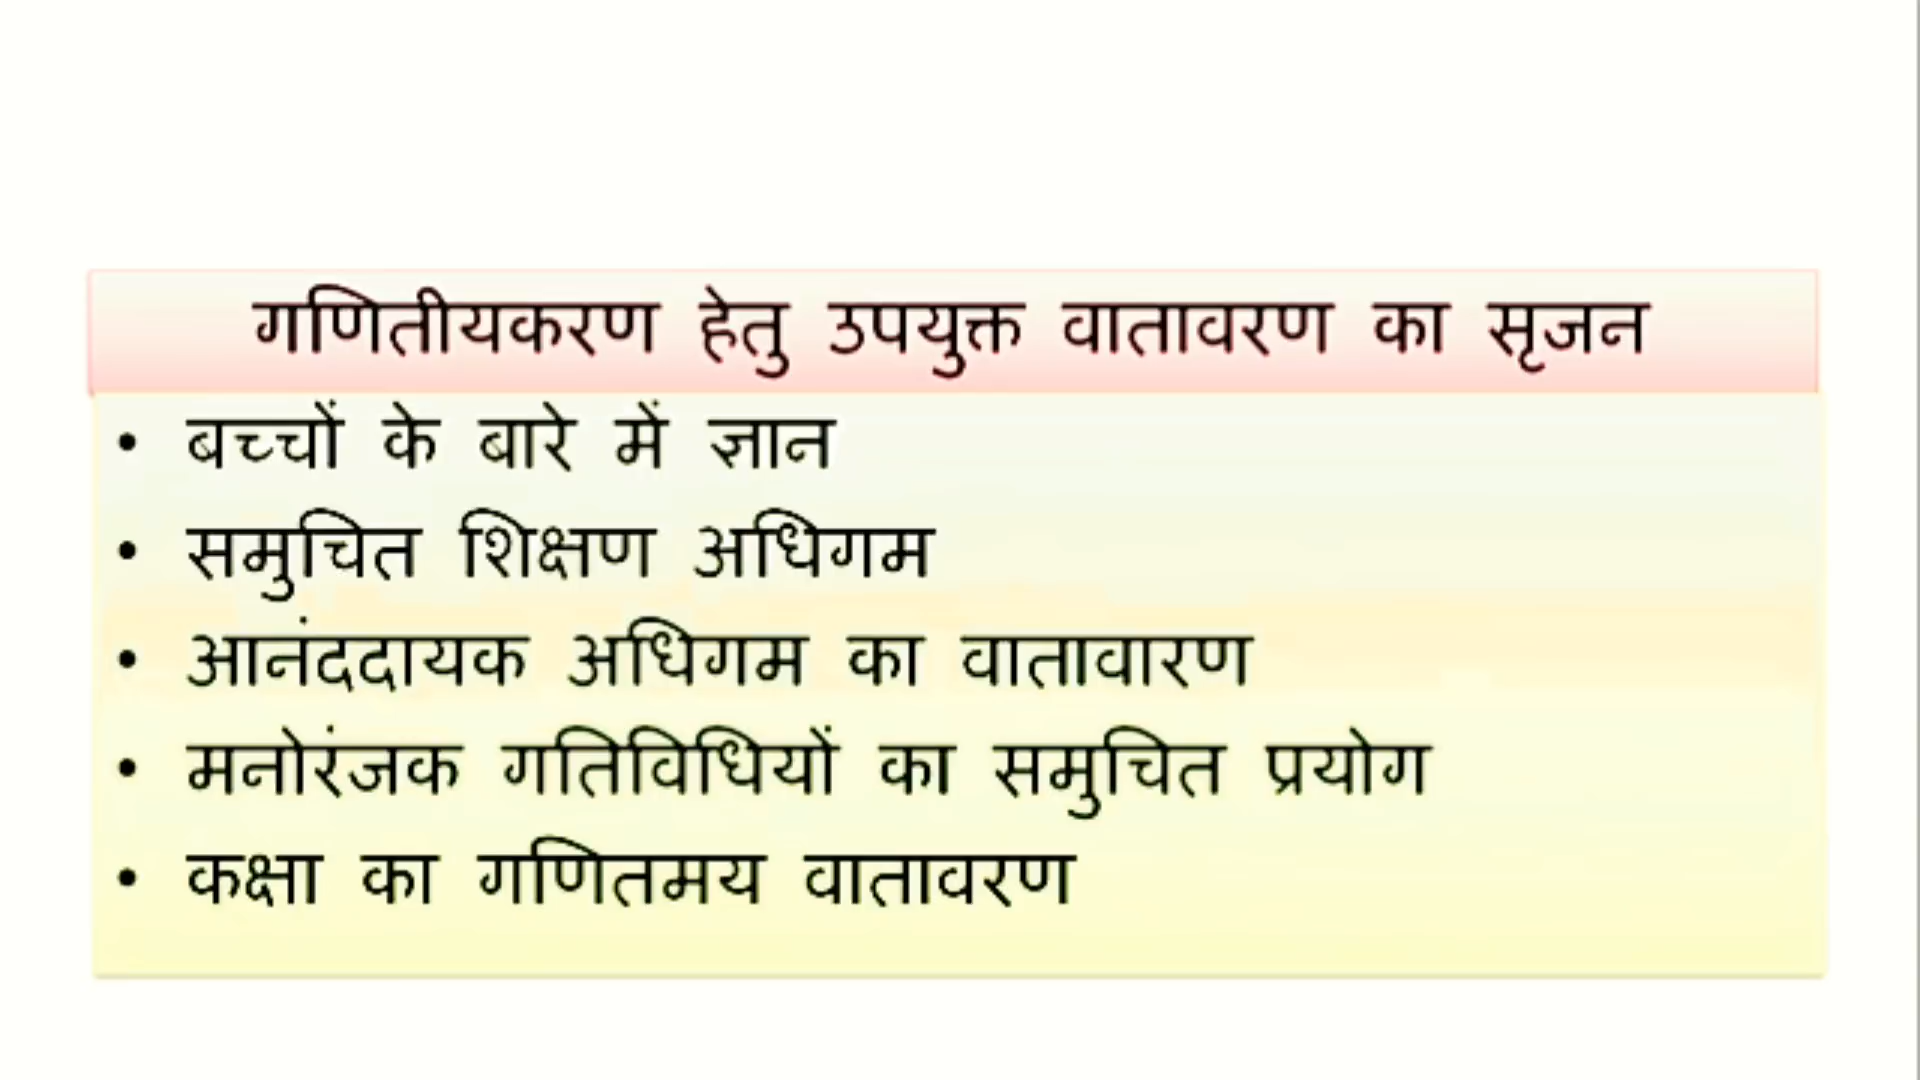 गणितीयकरण हेतु उपयुक्त वातावरण का सृजन
• बच्चों के बारे में ज्ञान
• समुचित शिक्षण अधिगम
• आनंददायक अधिगम का वातावारण
• मनोरंजक गतिविधियों का समुचित प्रयोग
• कक्षा का गणितमय वातावरण